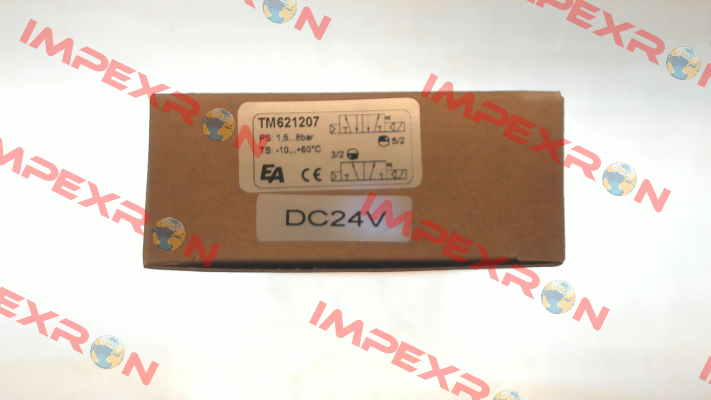 TM621207
PS: 1,5...8bar
TS: -10...+60°C
5/2
3/2
EA CE
DC24V
IMPEXRON
IMPEXRON
IMPEXRON
IMPEXRON
IMPEXRON
IMPEXRON
IMPEXRON
IMPEXRON